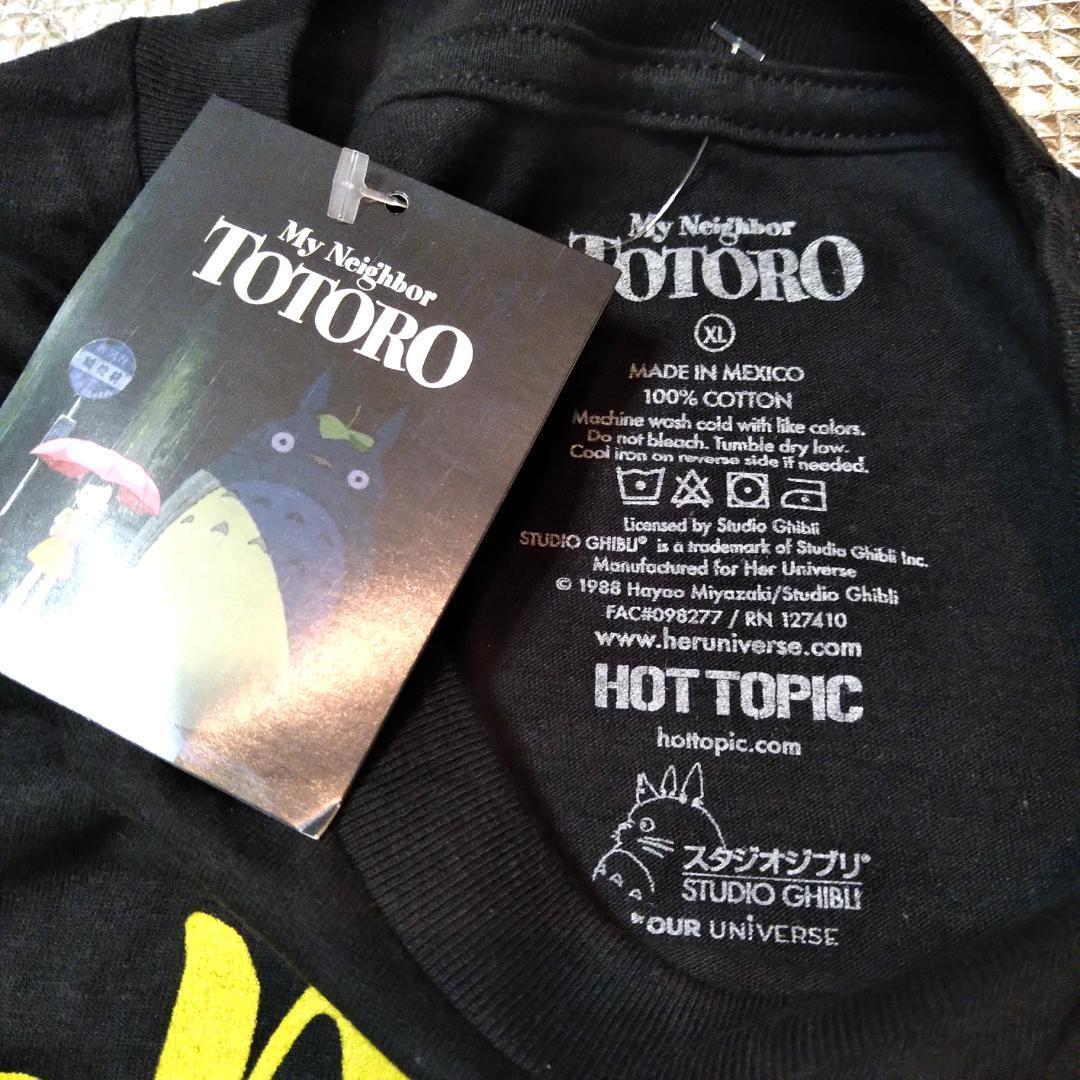 My Neighbor
TOTORO
My Neighbor
TOTORO
XL
MADE IN MEXICO
100% COTTON
Machine wash cold with like colors.
Do not bleach. Tumble dry low.
Cool iron on reverse side if needed.
Licensed by Studio Ghibli
STUDIO GHIBLI® is a trademark of Studio Ghibli Inc.
Manufactured for Her Universe
© 1988 Hayao Miyazaki/Studio Ghibli
FAC#098277 / RN 127410
www.heruniverse.com
HOT TOPIC
hottopic.com
スタジオジブリ®
STUDIO GHIBLI
BY OUR UNiVERSE